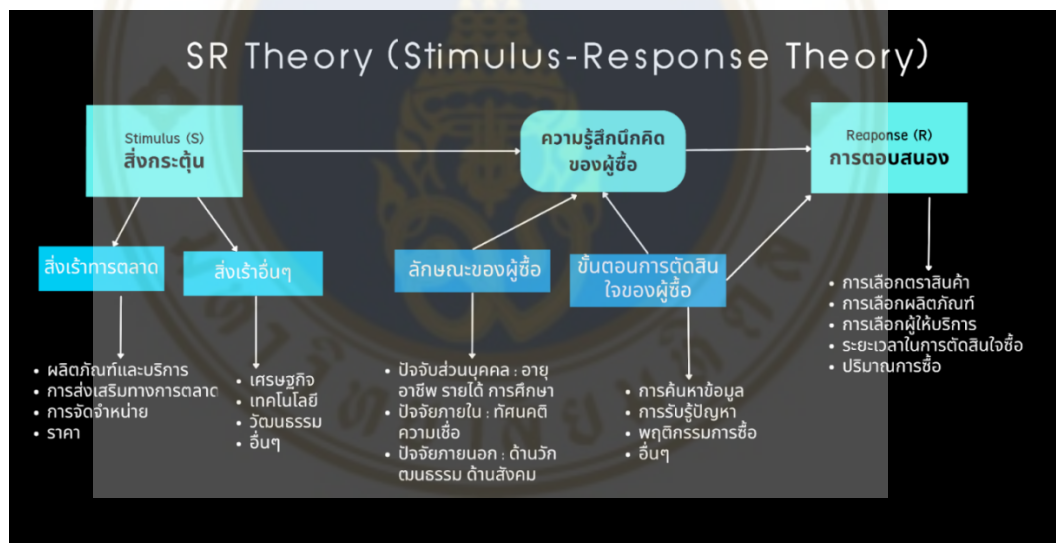 SR Theory (Stimulus-Response Theory)
Stimulus (S)
สิ่งกระตุ้น
ความรู้สึกนึกคิด
ของผู้ซื้อ
Reaponse (R)
การตอบสนอง
สิ่งเร้าทารตลาด
สิ่งเร้าอื่นๆ
ลักษณะของผู้ซื้อ
ขั้นตอนการตัดสิน
ใจของผู้ซื้อ
• ผลิตภัณฑ์และบริการ
• การส่งเสริมทางการตลาด
• การจัดจำหน่าย
• ราคา
• เศรษฐกิจ
• เทคโนโลยี
• วัฒนธรรม
• อื่นๆ
• ปัจจับส่วนบุคคล : อายุ
อาชีพ รายได้ การศึกษา
• ปัจจัยภายใน : ทัศนคติ
ความเชื่อ
• ปัจจัยภายนอก : ด้านวัก
ฒนธรรม ด้านสังคม
• การค้นหาข้อมูล
• การรับรู้ปัญหา
• พฤติกรรมการซื้อ
• อื่นๆ
• การเลือกตราสินค้า
• การเลือกผลิตภัณฑ์
• การเลือกผู้ให้บริการ
• ระยะเวลาในการตัดสินใจซื้อ
• ปริมาณการซื้อ